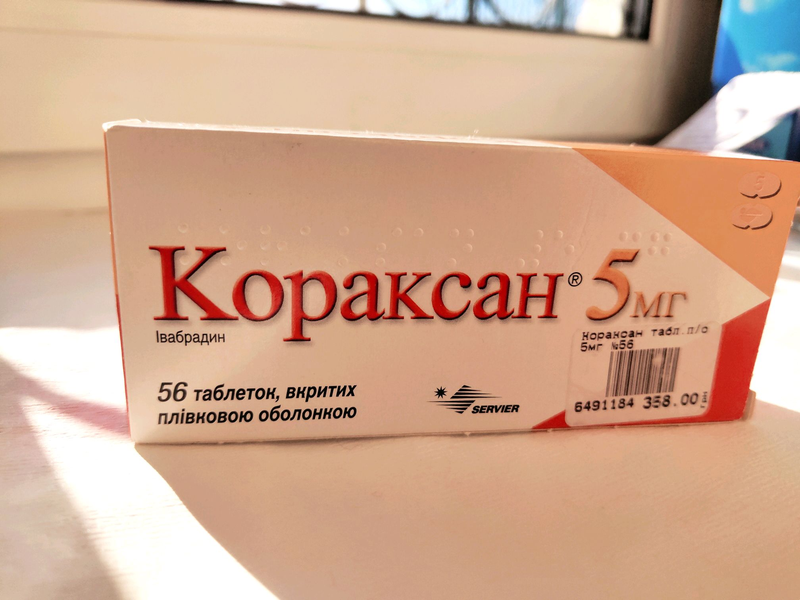 Кораксан® 5мг
Івабрадин
56 таблеток, вкритих
плівковою оболонкою
SERVIER
Кораксан табл.п/о
5мг №56
6491184 358.00